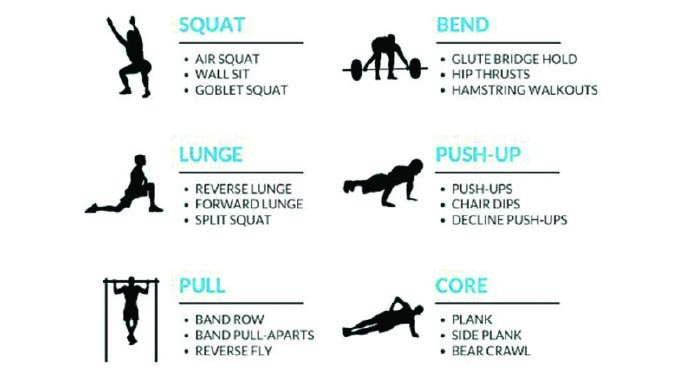 SQUAT
• AIR SQUAT
• WALL SIT
• GOBLET SQUAT
BEND
• GLUTE BRIDGE HOLD
• HIP THRUSTS
• HAMSTRING WALKOUTS
LUNGE
• REVERSE LUNGE
• FORWARD LUNGE
• SPLIT SQUAT
PUSH-UP
• PUSH-UPS
• CHAIR DIPS
• DECLINE PUSH-UPS
PULL
• BAND ROW
• BAND PULL-APARTS
• REVERSE FLY
CORE
• PLANK
• SIDE PLANK
• BEAR CRAWL